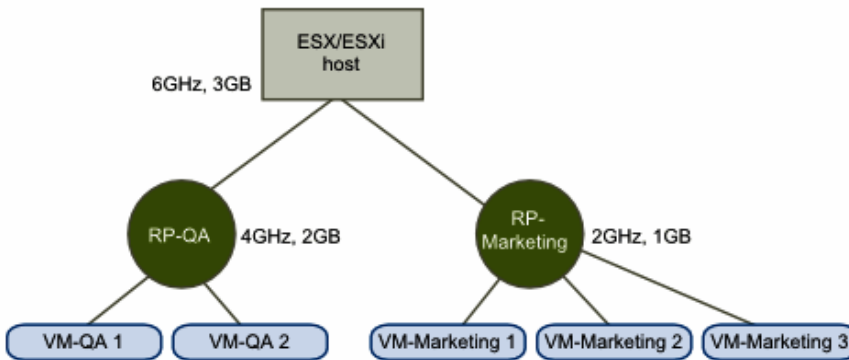 ESX/ESXi
host
6GHz, 3GB
RP-QA
4GHz, 2GB
RP-
Marketing
2GHz, 1GB
VM-QA 1
VM-QA 2
VM-Marketing 1
VM-Marketing 2
VM-Marketing 3